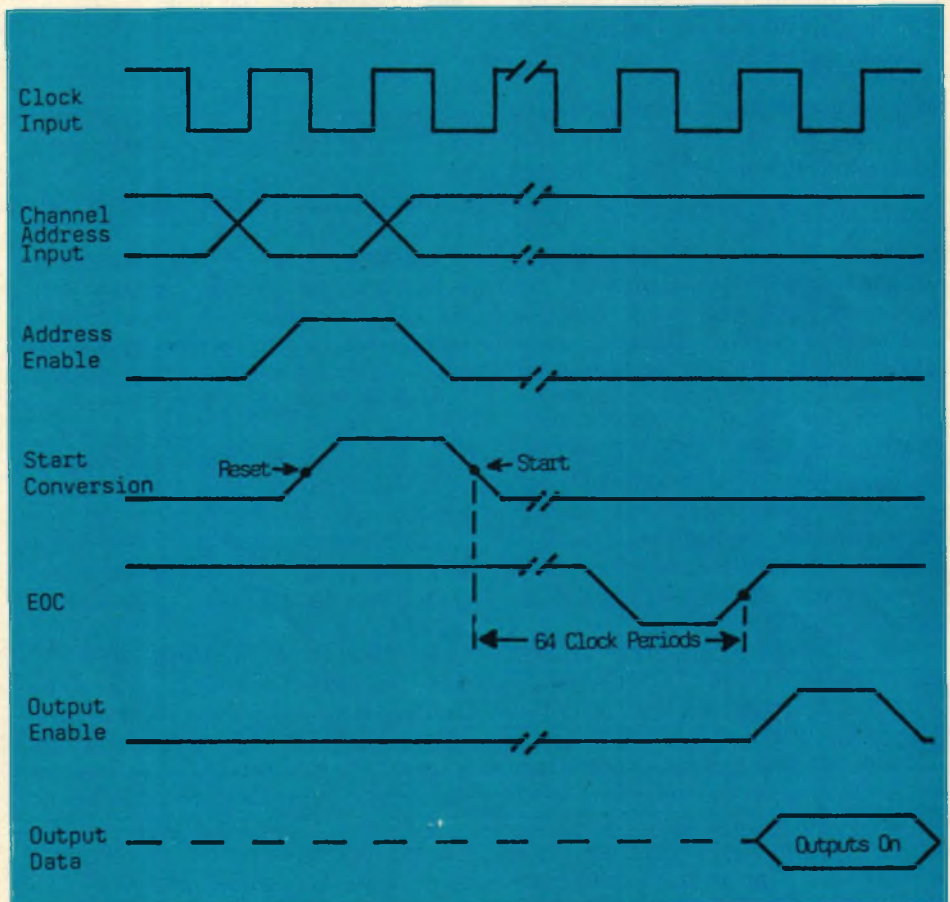 Clock
Input
Channel
Address
Input
Address
Enable
Start
Conversion
Reset
Start
EOC
64 Clock Periods
Output
Enable
Output
Data
Outputs On